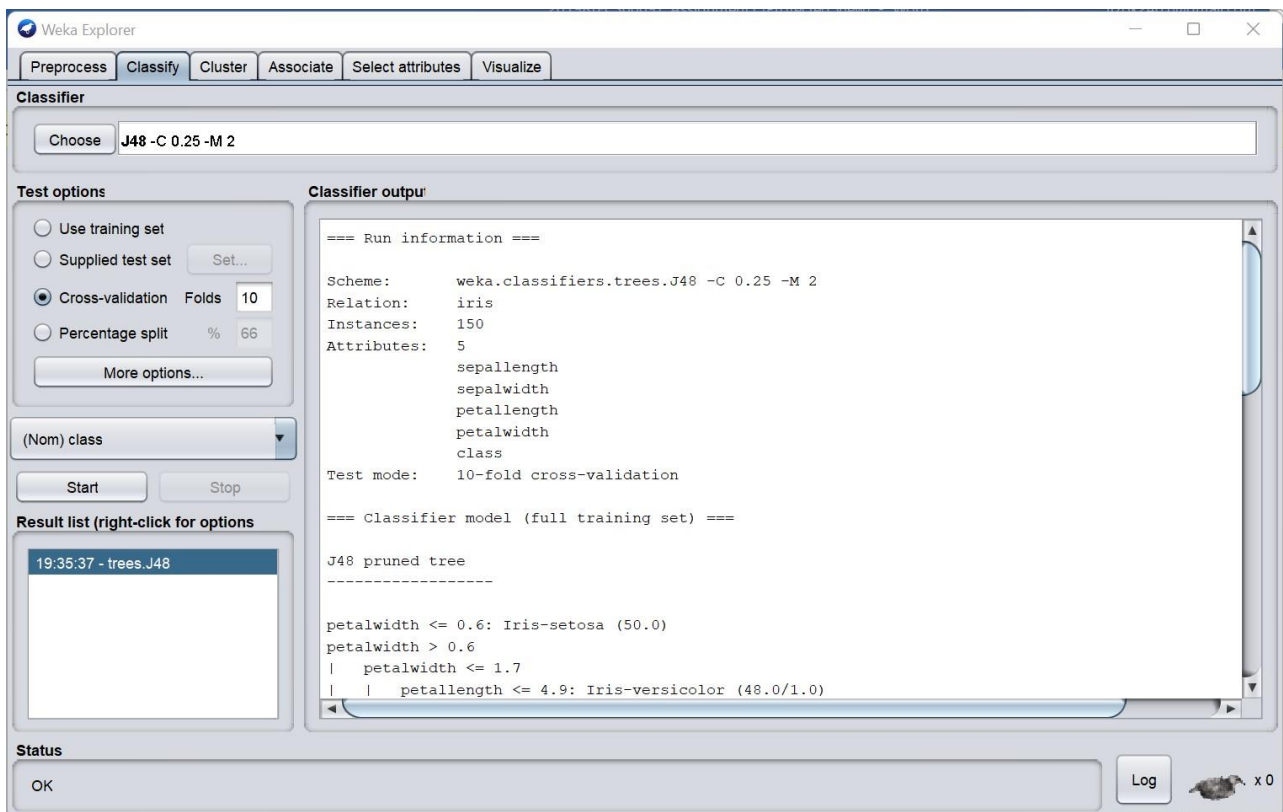 Weka Explorer
Preprocess Classify Cluster Associate Select attributes Visualize
Classifier
Choose J48 -C 0.25 -M 2
Test options
Use training set
Supplied test set Set...
Cross-validation Folds 10
Percentage split % 66
More options...
(Nom) class
Start Stop
Result list (right-click for options
19:35:37 - trees.J48
Classifier output
=== Run information ===
Scheme: weka.classifiers.trees.J48 -C 0.25 -M 2
Relation: iris
Instances: 150
Attributes: 5
sepallength
sepalwidth
petallength
petalwidth
class
Test mode: 10-fold cross-validation
=== Classifier model (full training set) ===
J48 pruned tree
------------------
petalwidth <= 0.6: Iris-setosa (50.0)
petalwidth > 0.6
|   petalwidth <= 1.7
|   |   petallength <= 4.9: Iris-versicolor (48.0/1.0)
Status
OK
Log x 0